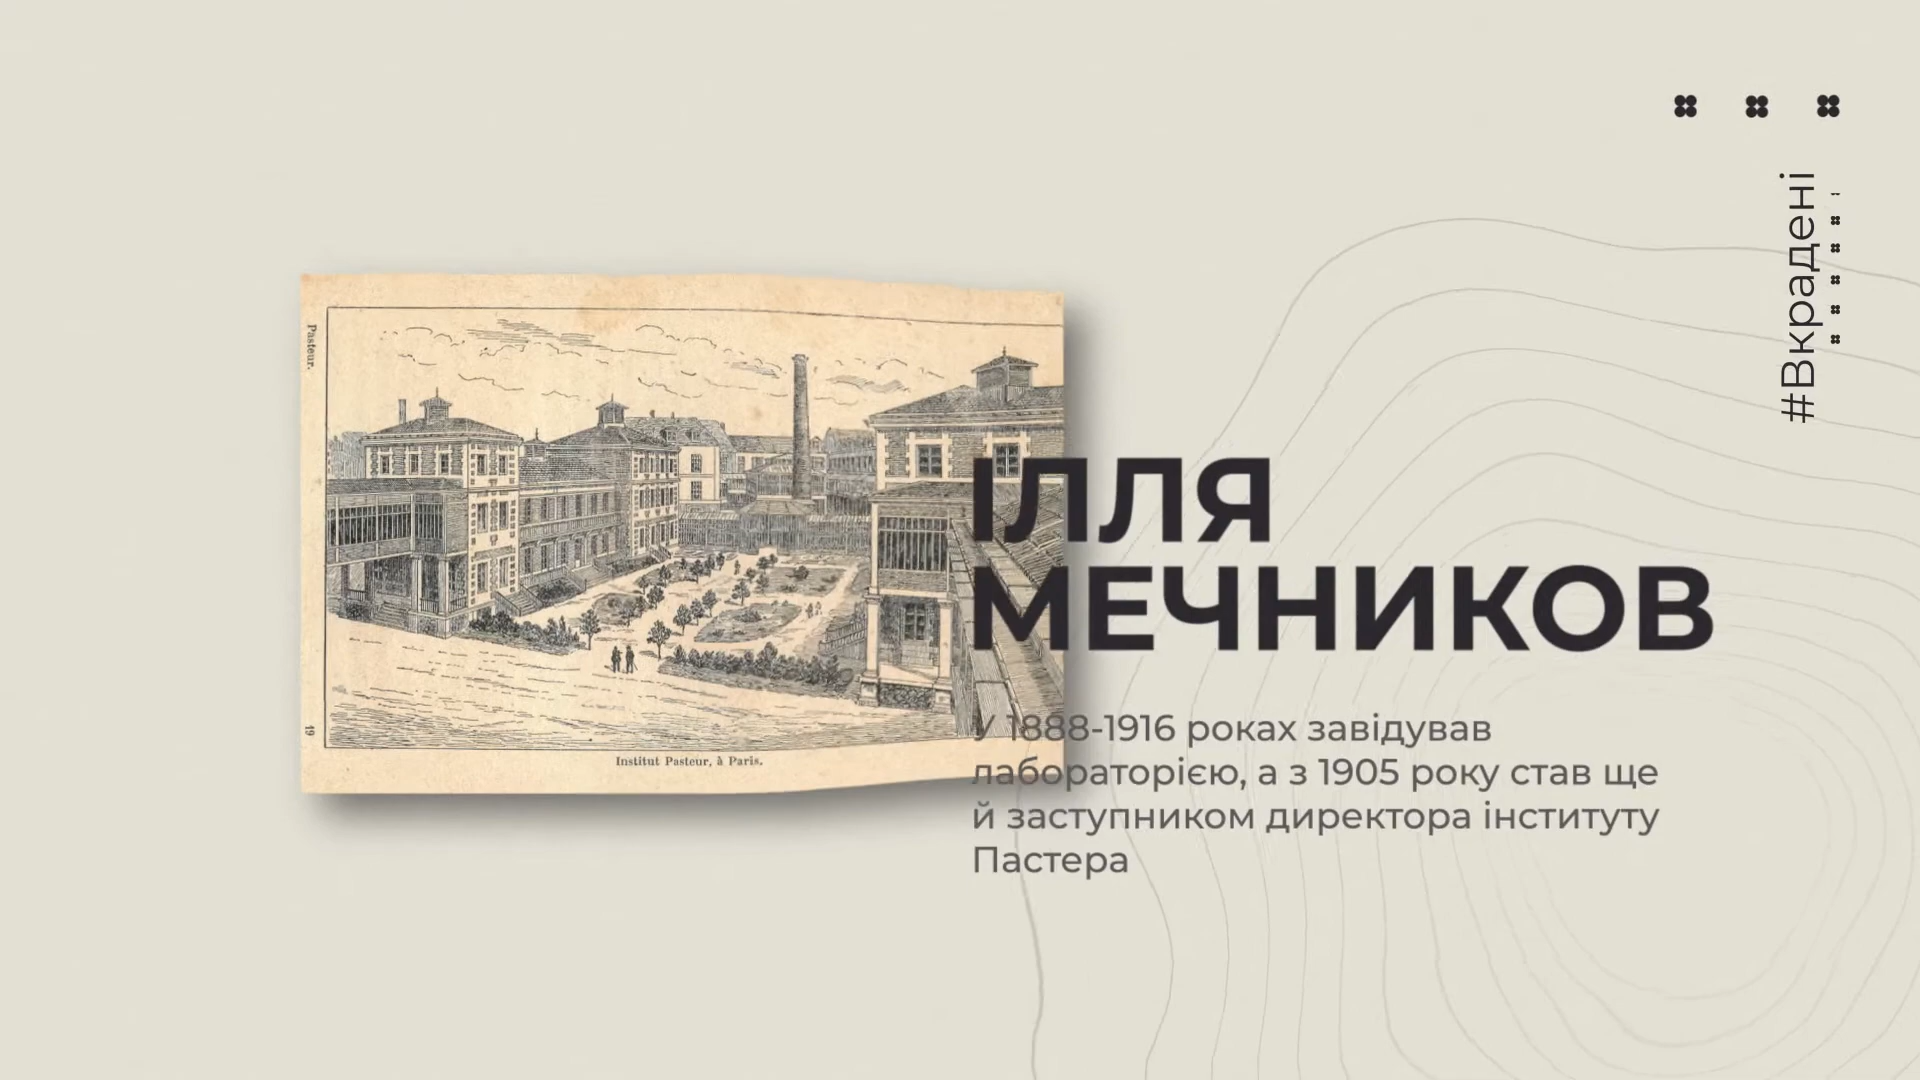 #Вкрадені
Pasteur.
19
Institut Pasteur, à Paris.
ІЛЛЯ
МЕЧНИКОВ
У 1888-1916 роках завідував
лабораторією, а з 1905 року став ще
й заступником директора інституту
Пастера